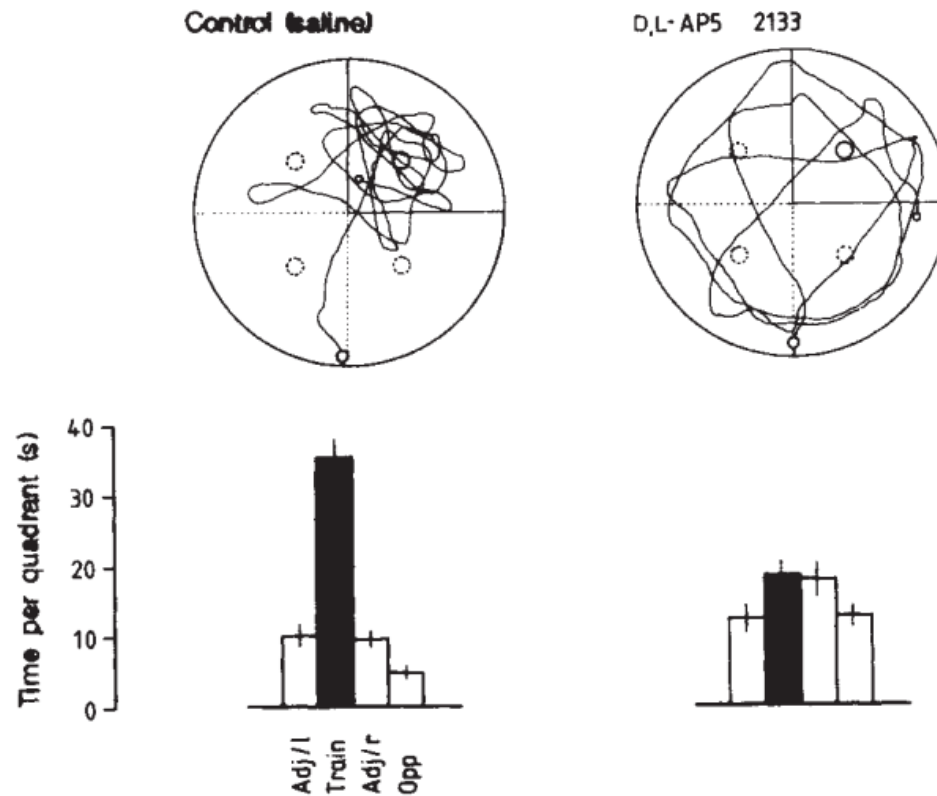 Control (saline)
D,L-AP5 2133
Time per quadrant (s)
40
30
20
10
0
Adj/l
Train
Adj/r
Opp